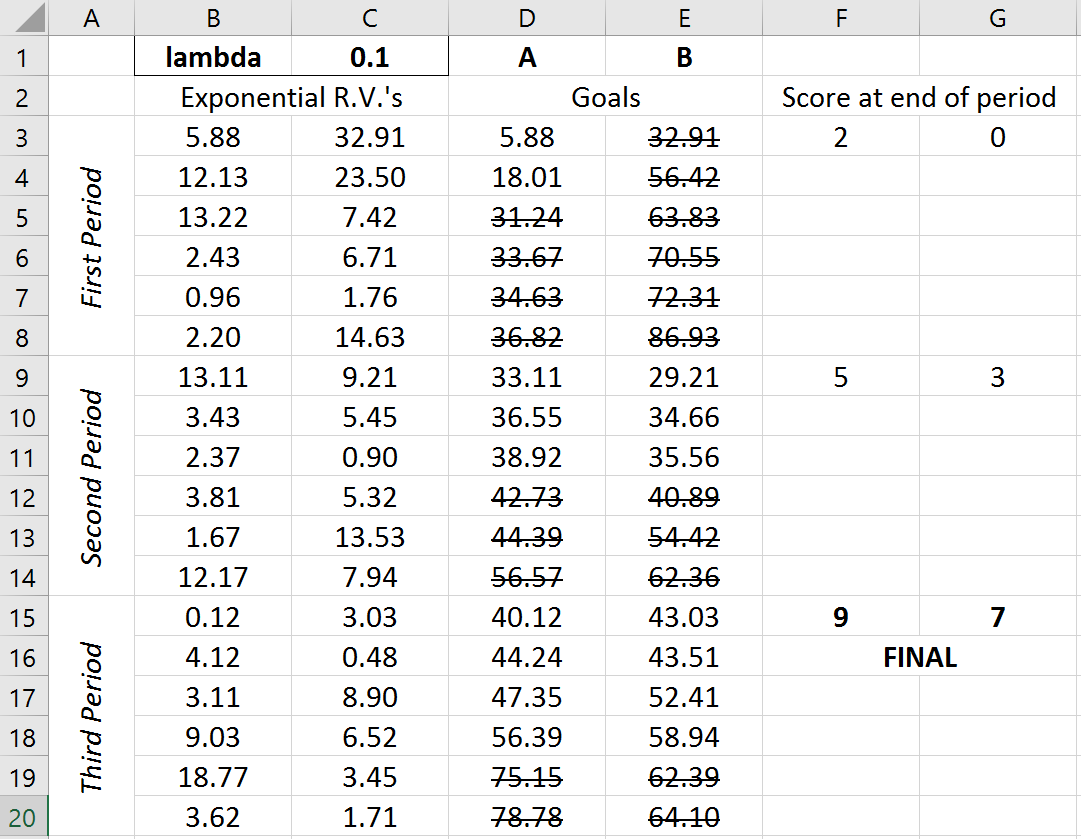 A B C D E F G
1 lambda 0.1 A B
2 Exponential R.V.'s Goals Score at end of period
First Period
3 5.88 32.91 5.88 32.91 2 0
4 12.13 23.50 18.01 56.42
5 13.22 7.42 31.24 63.83
6 2.43 6.71 33.67 70.55
7 0.96 1.76 34.63 72.31
8 2.20 14.63 36.82 86.93
Second Period
9 13.11 9.21 33.11 29.21 5 3
10 3.43 5.45 36.55 34.66
11 2.37 0.90 38.92 35.56
12 3.81 5.32 42.73 40.89
13 1.67 13.53 44.39 54.42
14 12.17 7.94 56.57 62.36
Third Period
15 0.12 3.03 40.12 43.03 9 7
16 4.12 0.48 44.24 43.51 FINAL
17 3.11 8.90 47.35 52.41
18 9.03 6.52 56.39 58.94
19 18.77 3.45 75.15 62.39
20 3.62 1.71 78.78 64.10